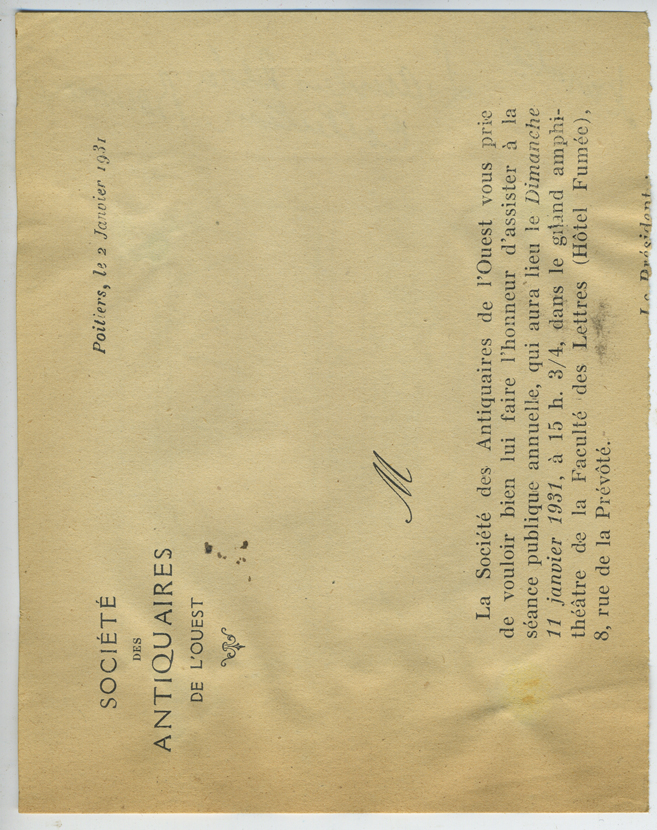 SOCIÉTÉ
DES
ANTIQUAIRES
DE L'OUEST
Poitiers, le 2 Janvier 1931
M
La Société des Antiquaires de l'Ouest vous prie
de vouloir bien lui faire l'honneur d'assister à la
séance publique annuelle, qui aura lieu le Dimanche
11 janvier 1931, à 15 h. 3/4, dans le grand amphi-
théâtre de la Faculté des Lettres (Hôtel Fumée),
8, rue de la Prévôté.
Le Président